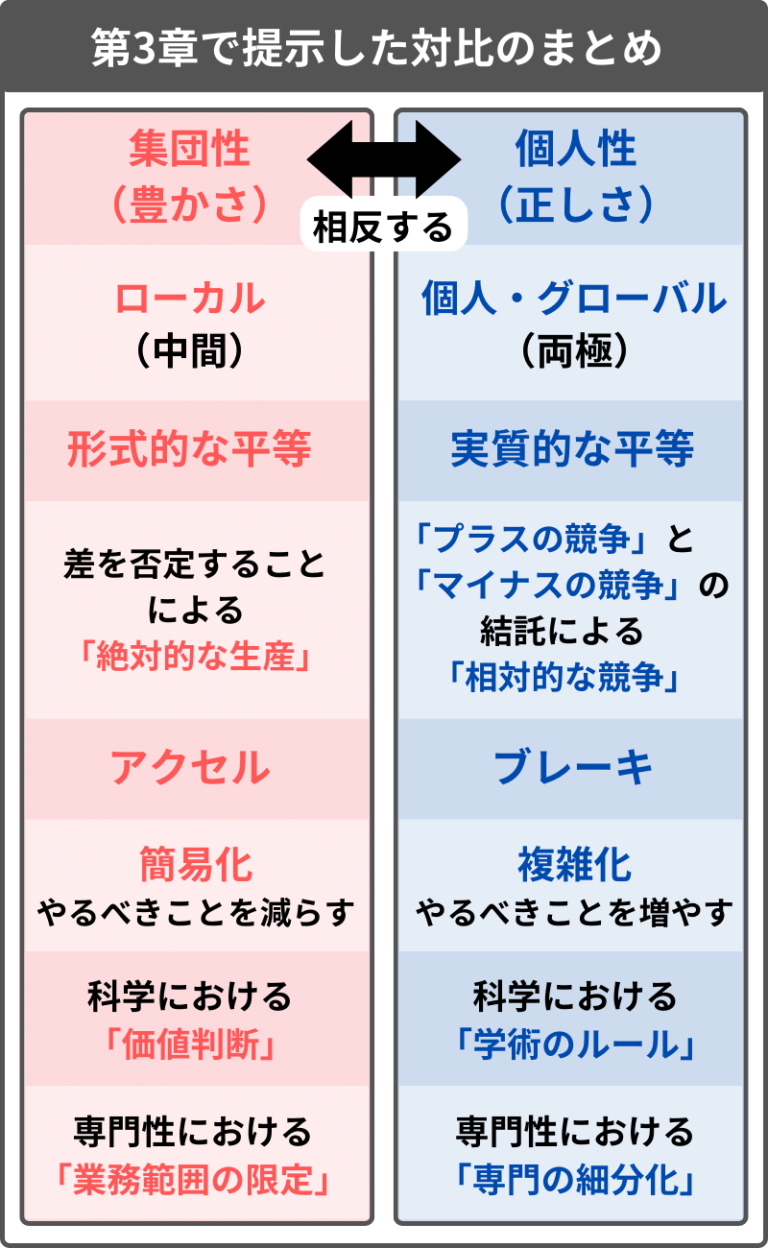 第3章で提示した対比のまとめ
集団性
（豊かさ）
個人性
（正しさ）
相反する
ローカル
（中間）
個人・グローバル
（両極）
形式的な平等
実質的な平等
差を否定すること
による
「絶対的な生産」
「プラスの競争」と
「マイナスの競争」の
結託による
「相対的な競争」
アクセル
ブレーキ
簡易化
やるべきことを減らす
複雑化
やるべきことを増やす
科学における
「価値判断」
科学における
「学術のルール」
専門性における
「業務範囲の限定」
専門性における
「専門の細分化」